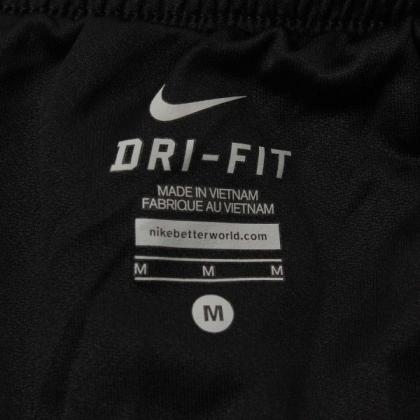 DRI-FIT
MADE IN VIETNAM
FABRIQUE AU VIETNAM
nikebetterworld.com
M M M
M